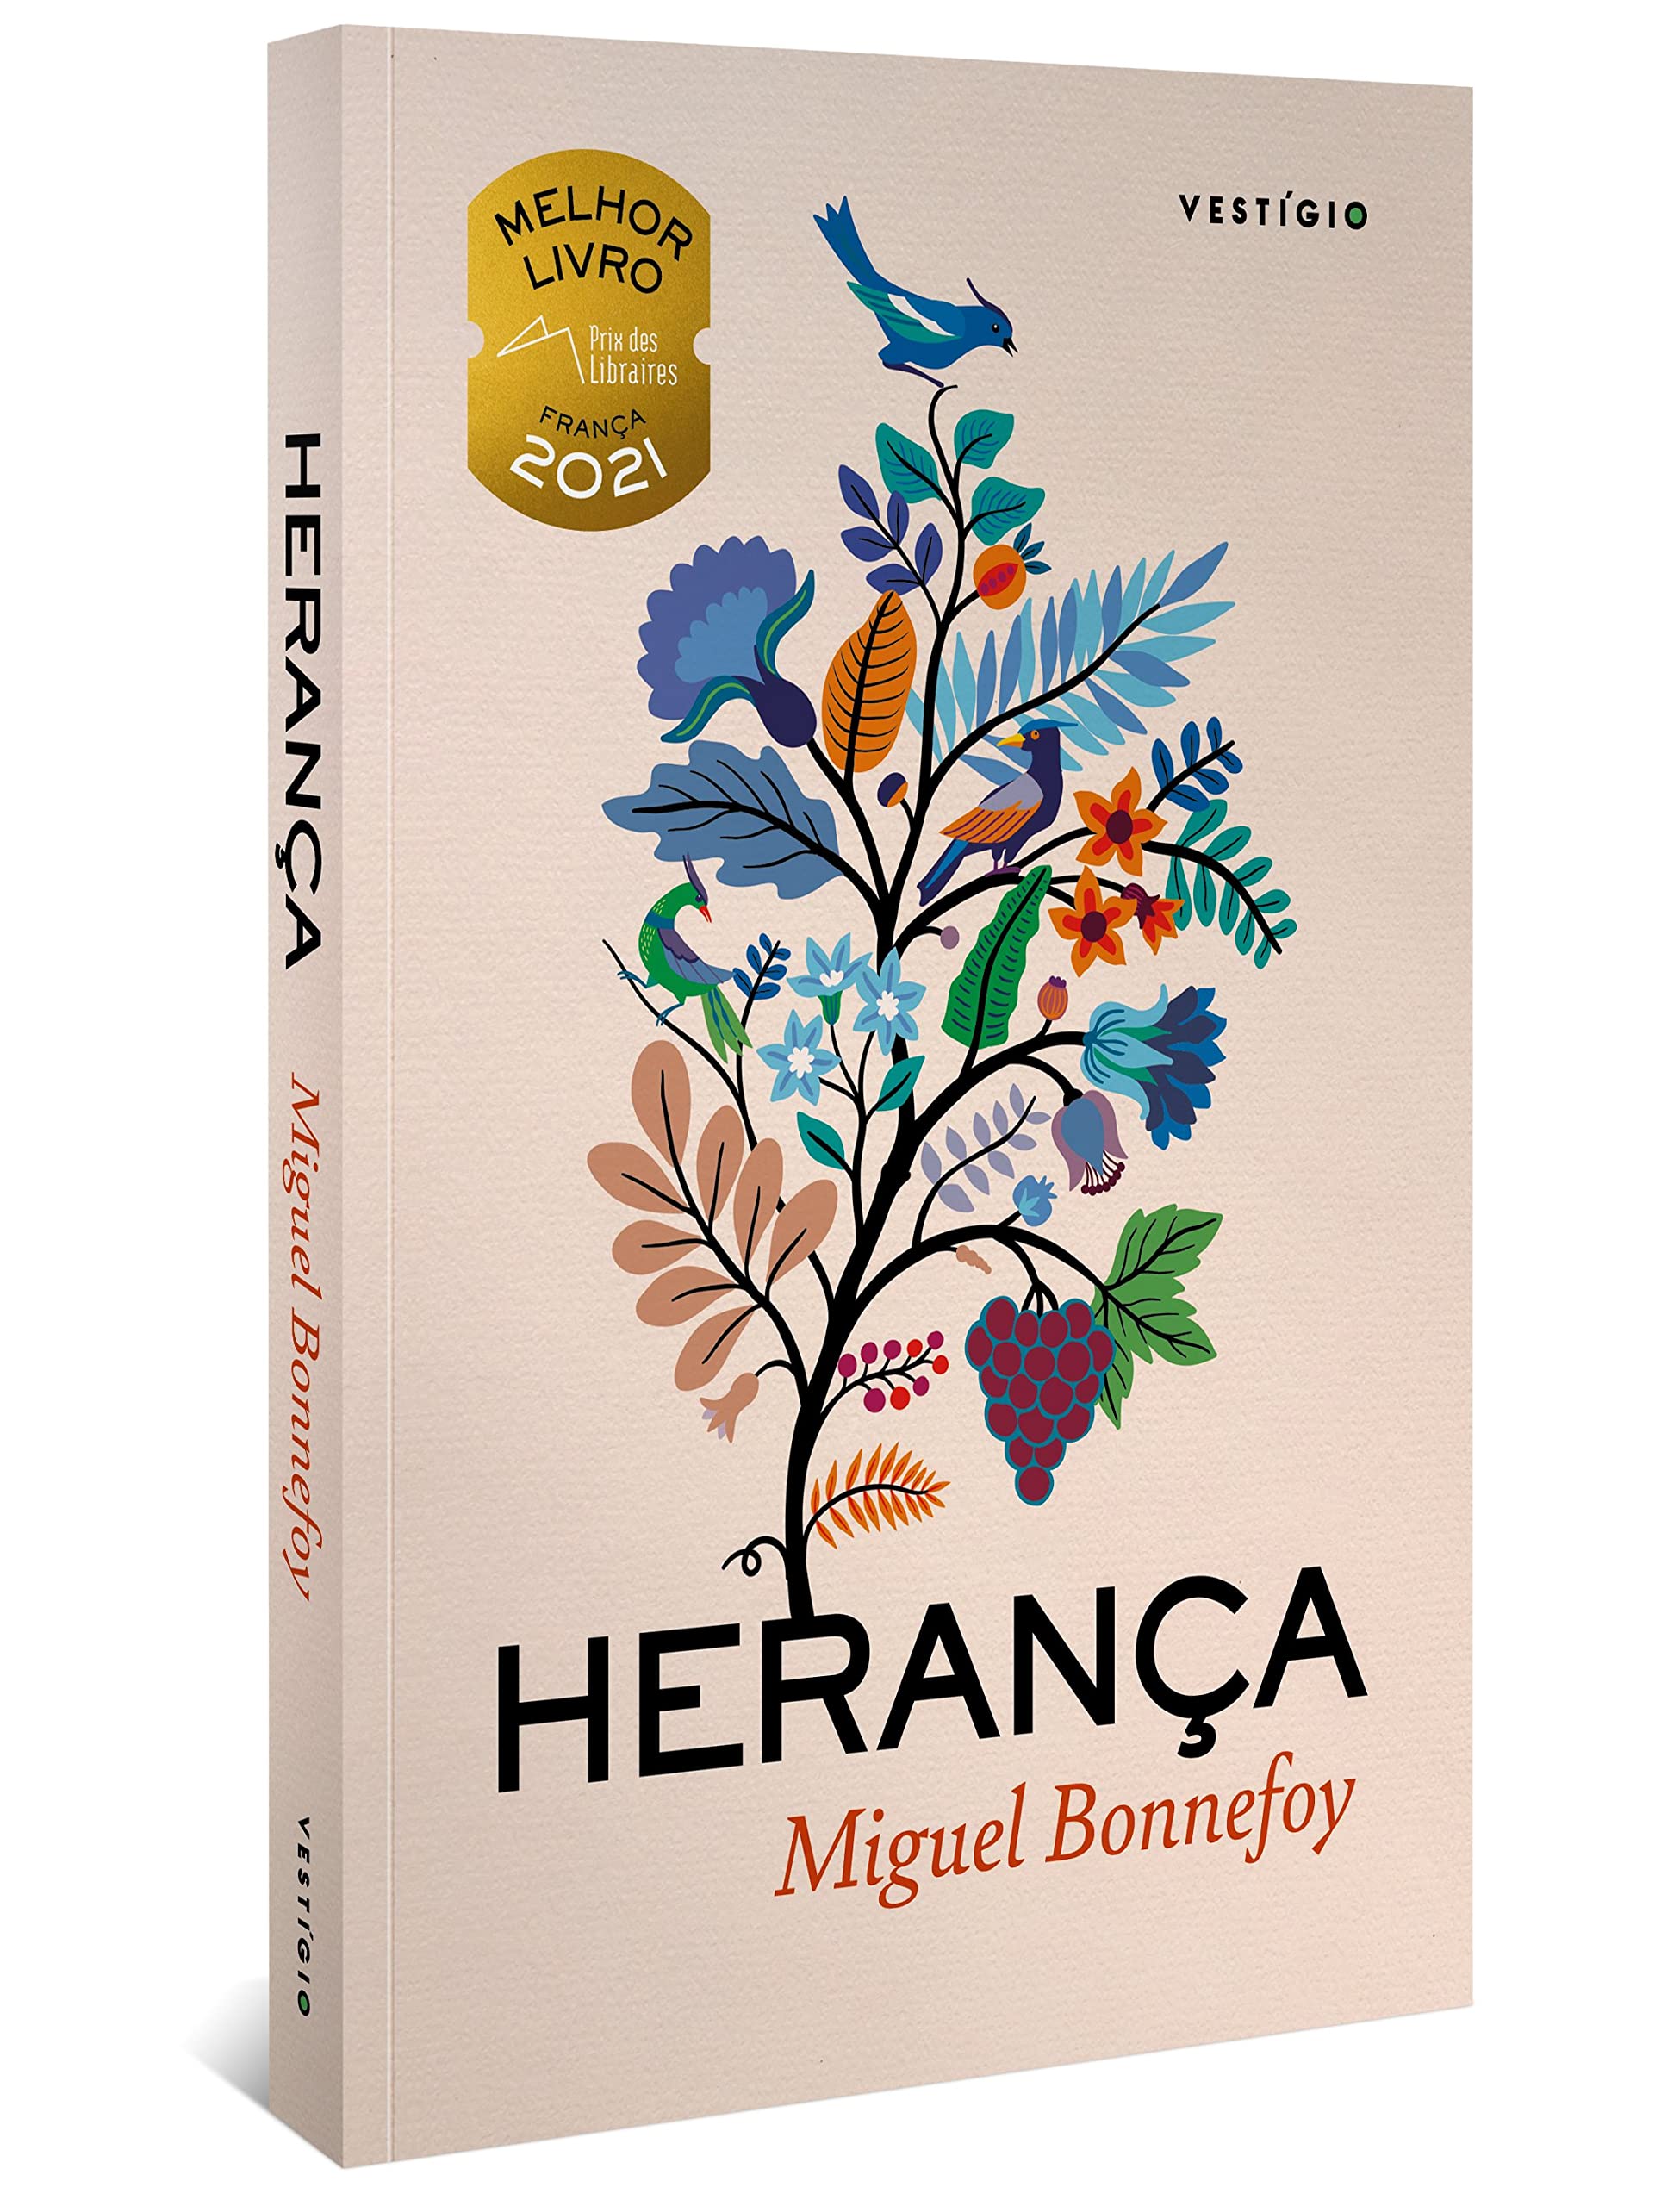 MELHOR
LIVRO
Prix des
Libraires
FRANÇA
2021
VESTÍGIO
HERANÇA
Miguel Bonnefoy
HERANÇA Miguel Bonnefoy VESTÍGIO